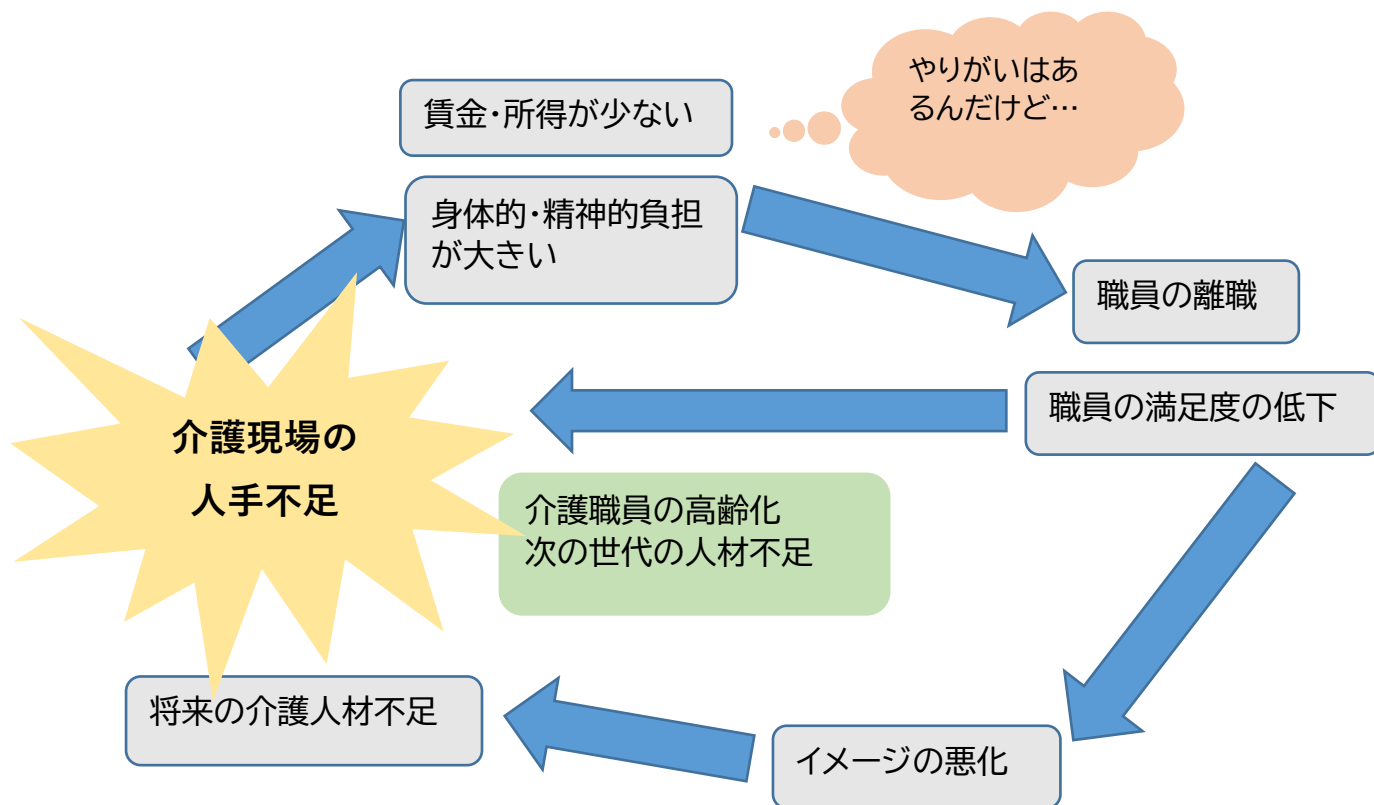 やりがいはあ
るんだけど…
賃金・所得が少ない
身体的・精神的負担
が大きい
職員の離職
職員の満足度の低下
介護現場の
人手不足
介護職員の高齢化
次の世代の人材不足
将来の介護人材不足
イメージの悪化